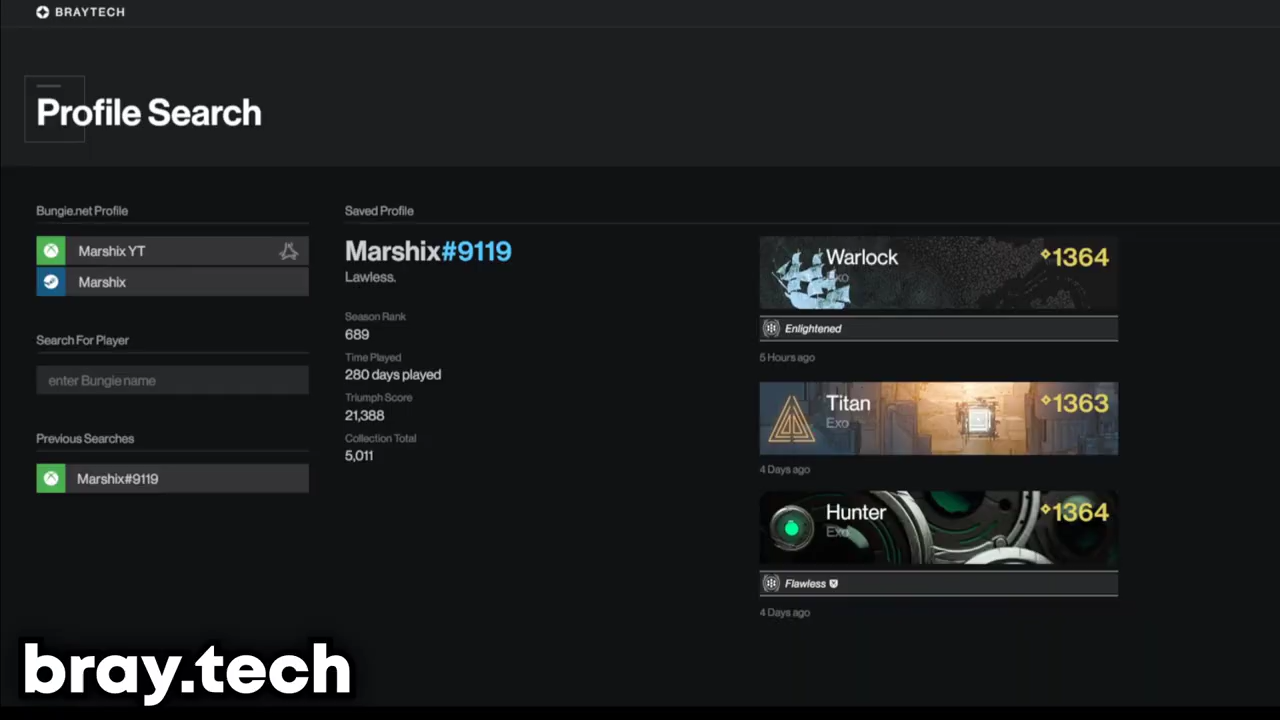 BRAYTECH
Profile Search
Bungie.net Profile
Marshix YT
Marshix
Search For Player
enter Bungie name
Previous Searches
Marshix#9119
Saved Profile
Marshix#9119
Lawless.
Season Rank
689
Time Played
280 days played
Triumph Score
21,388
Collection Total
5,011
Warlock
Exo
1364
Enlightened
5 Hours ago
Titan
Exo
1363
4 Days ago
Hunter
Exo
1364
Flawless
4 Days ago
bray.tech